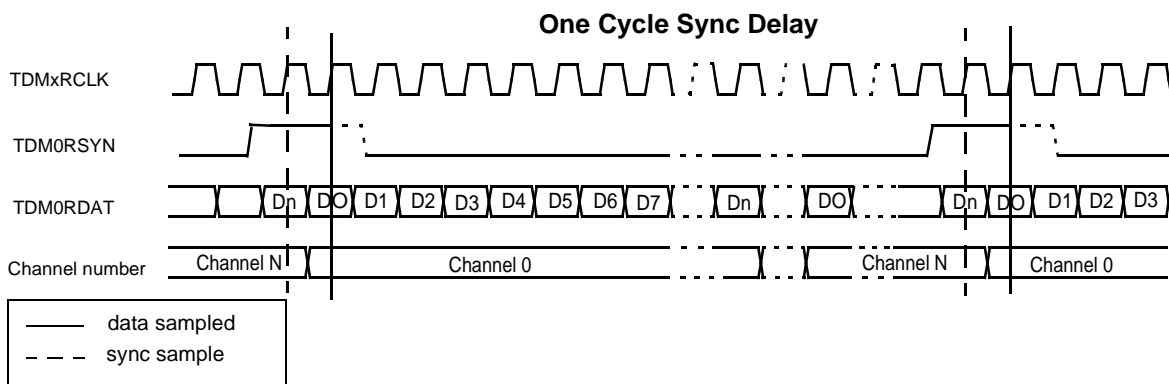 One Cycle Sync Delay
TDMxRCLK
TDM0RSYN
TDM0RDAT Dn DO D1 D2 D3 D4 D5 D6 D7 Dn DO Dn DO D1 D2 D3
Channel number Channel N Channel 0 Channel N Channel 0
data sampled
sync sample